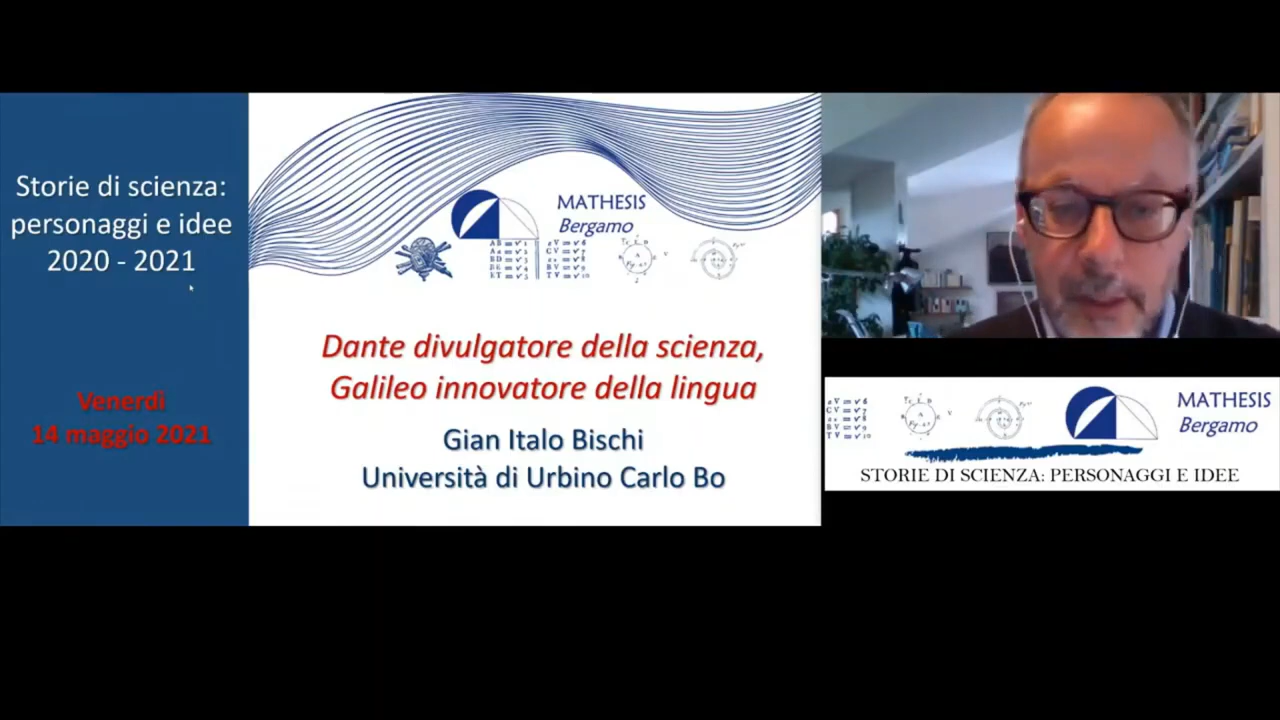 Storie di scienza:
personaggi e idee
2020 - 2021
Venerdì
14 maggio 2021
MATHESIS
Bergamo
Dante divulgatore della scienza,
Galileo innovatore della lingua
Gian Italo Bischi
Università di Urbino Carlo Bo
MATHESIS
Bergamo
STORIE DI SCIENZA: PERSONAGGI E IDEE